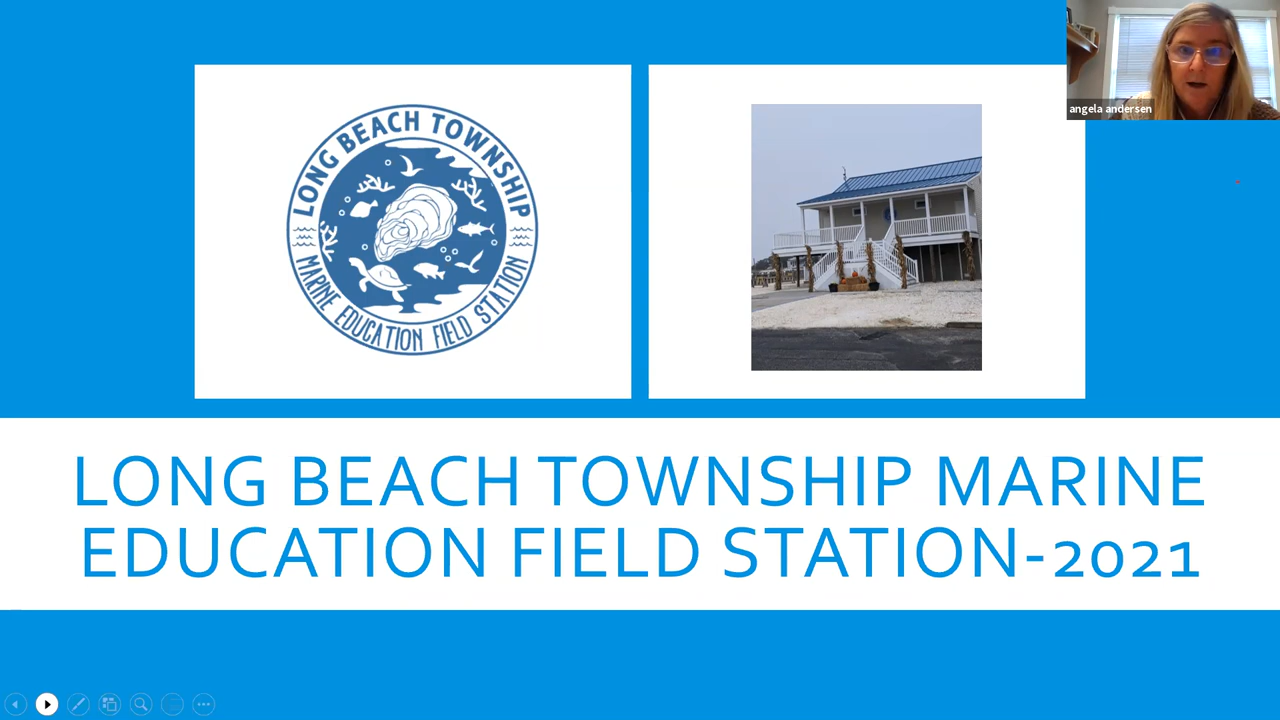 angela andersen
LONG BEACH TOWNSHIP
MARINE EDUCATION FIELD STATION
LONG BEACH TOWNSHIP MARINE
EDUCATION FIELD STATION-2021